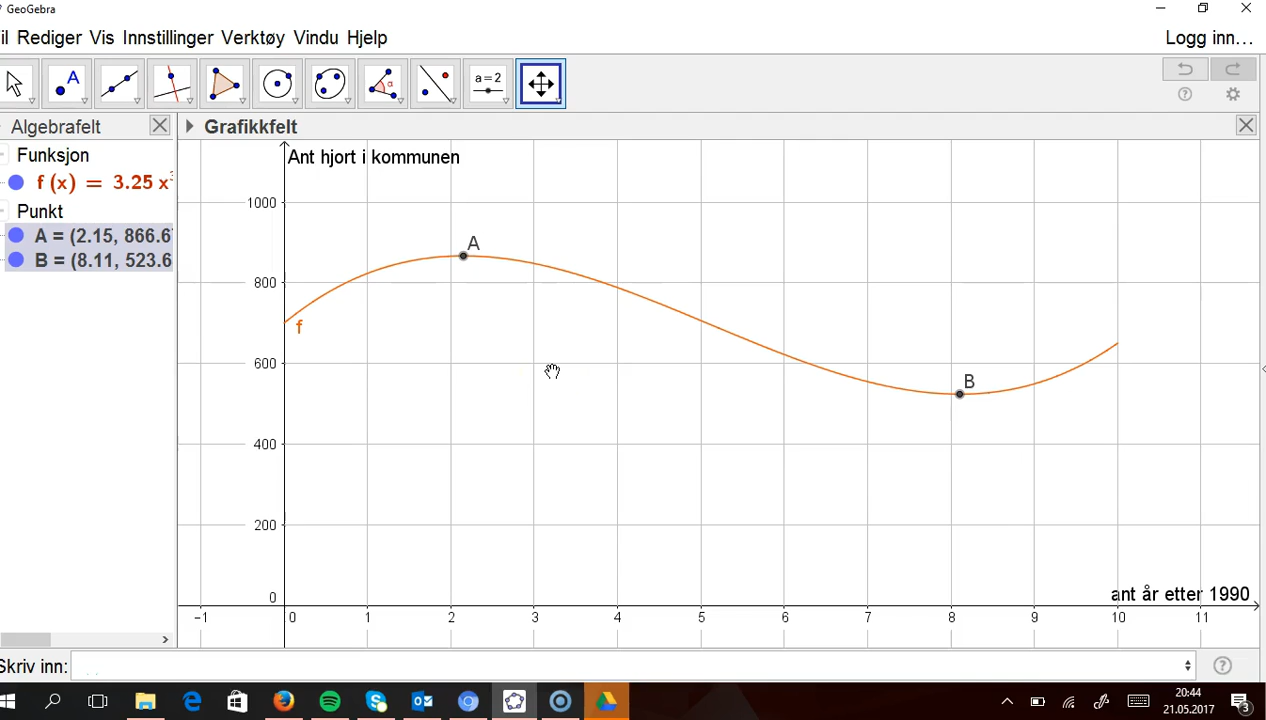 GeoGebra
il Rediger Vis Innstillinger Verktøy Vindu Hjelp
Logg inn...
A
α
a=2
Algebrafelt
Grafikkfelt
Funksjon
f (x) = 3.25 x³
Punkt
A = (2.15, 866.67
B = (8.11, 523.6
Ant hjort i kommunen
1000
800
600
400
200
0
A
f
B
ant år etter 1990
-1 0 1 2 3 4 5 6 7 8 9 10 11
Skriv inn:
20:44
21.05.2017
3